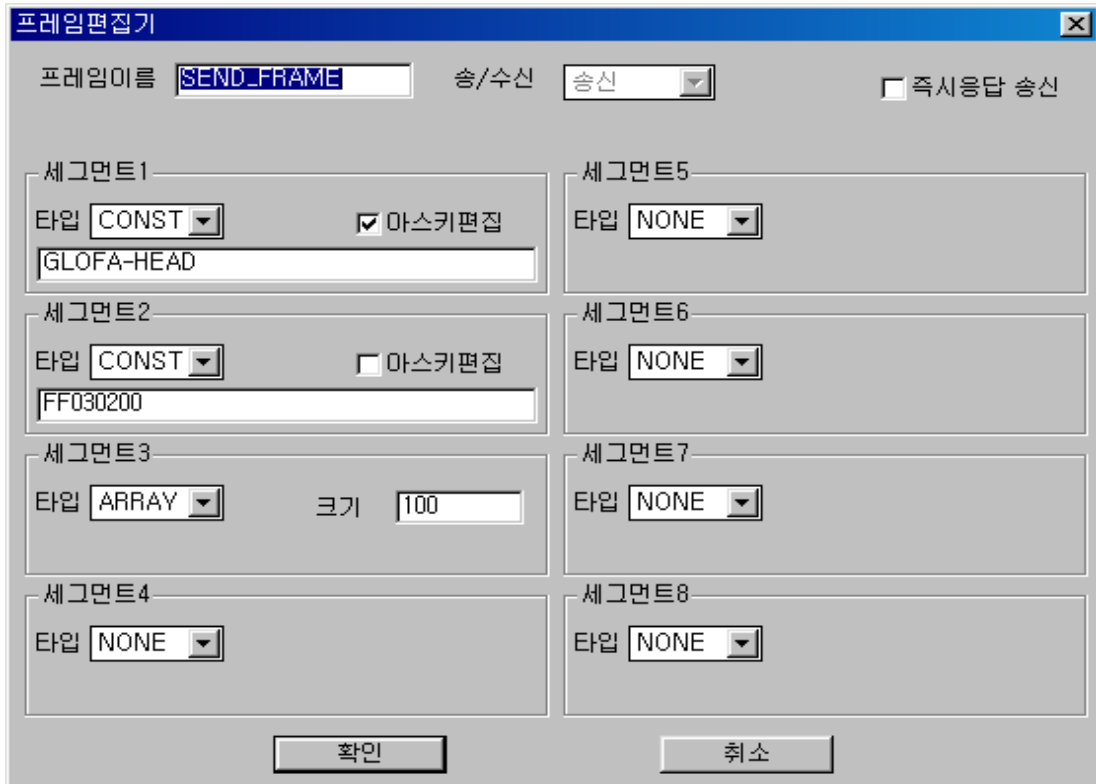 프레임편집기
프레임이름 SEND_FRAME 송/수신 송신 즉시응답 송신
세그먼트1
타입 CONST 아스키편집
GLOFA-HEAD
세그먼트2
타입 CONST 아스키편집
FF030200
세그먼트3
타입 ARRAY 크기 100
세그먼트4
타입 NONE
세그먼트5
타입 NONE
세그먼트6
타입 NONE
세그먼트7
타입 NONE
세그먼트8
타입 NONE
확인 취소